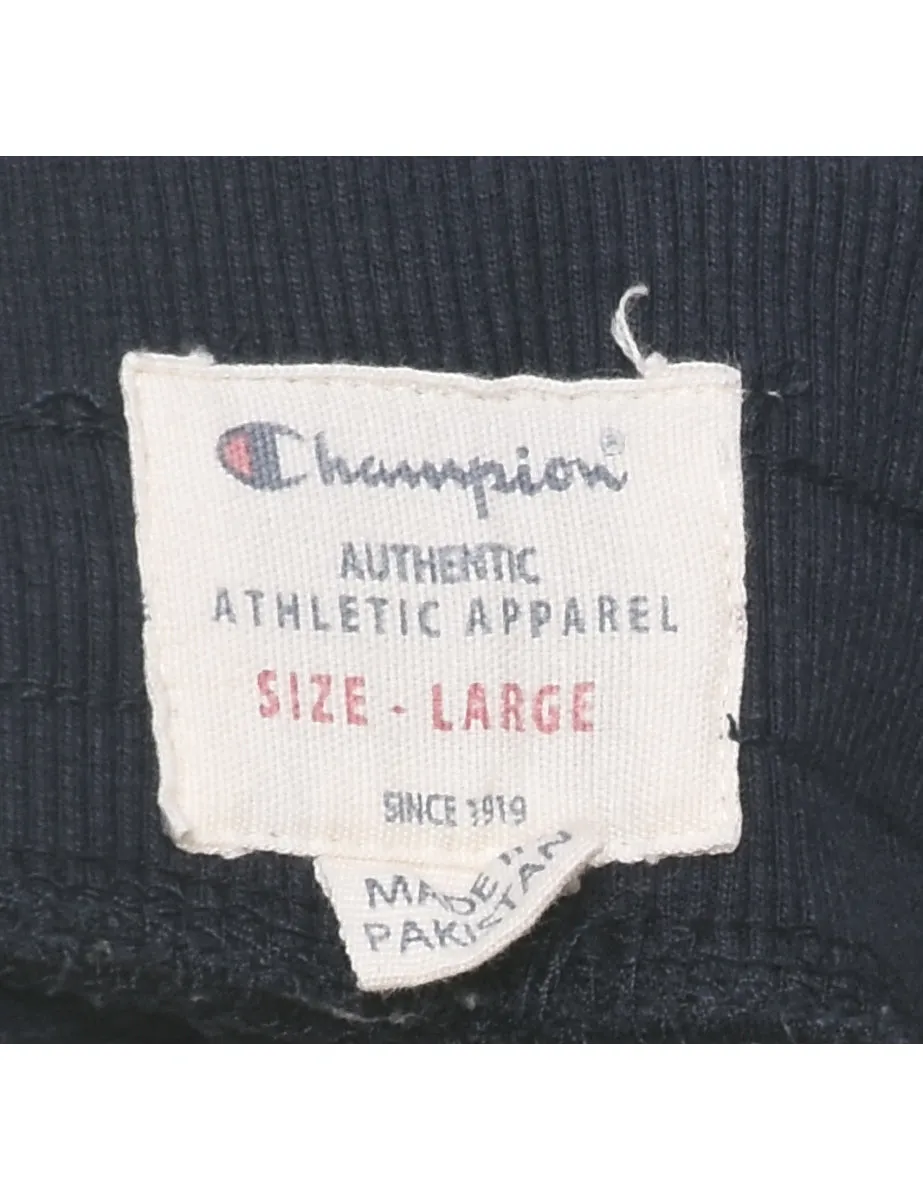 Champion®
AUTHENTIC
ATHLETIC APPAREL
SIZE - LARGE
SINCE 1919
MADE IN
PAKISTAN